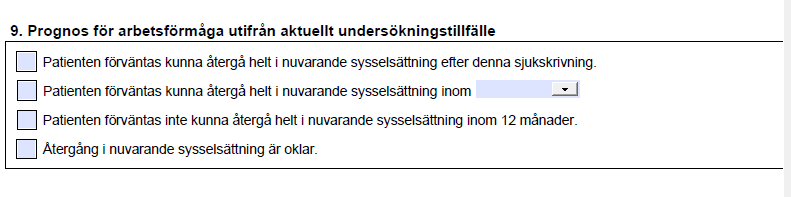 9. Prognos för arbetsförmåga utifrån aktuellt undersökningstillfälle
Patienten förväntas kunna återgå helt i nuvarande sysselsättning efter denna sjukskrivning.
Patienten förväntas kunna återgå helt i nuvarande sysselsättning inom
Patienten förväntas inte kunna återgå helt i nuvarande sysselsättning inom 12 månader.
Återgång i nuvarande sysselsättning är oklar.